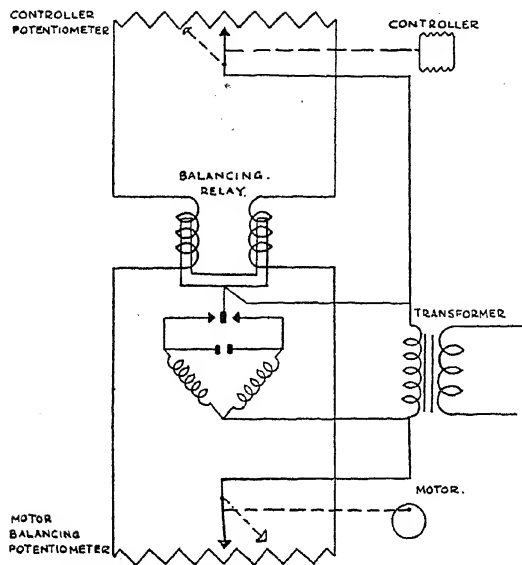 CONTROLLER
POTENTIOMETER
CONTROLLER
BALANCING.
RELAY.
TRANSFORMER
MOTOR.
MOTOR
BALANCING
POTENTIOMETER